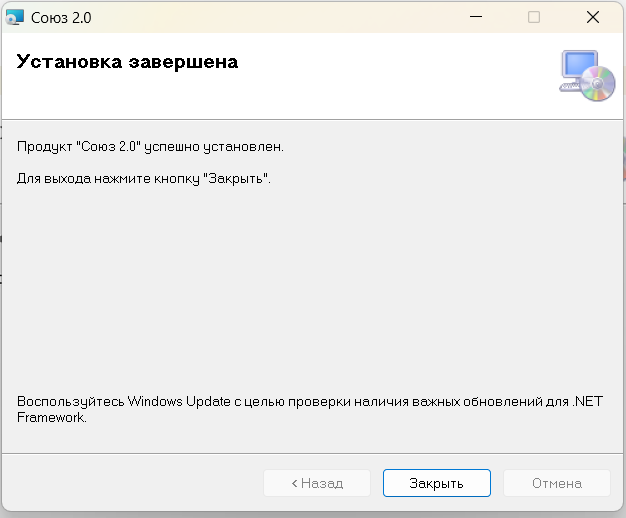 Союз 2.0
Установка завершена
Продукт "Союз 2.0" успешно установлен.
Для выхода нажмите кнопку "Закрыть".
Воспользуйтесь Windows Update с целью проверки наличия важных обновлений для .NET
Framework.
< Назад
Закрыть
Отмена